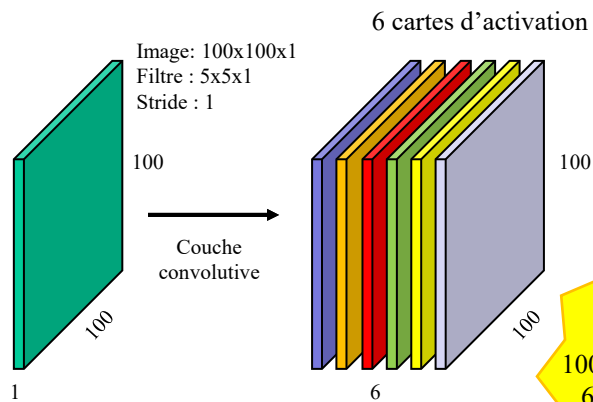 6 cartes d’activation
Image: 100x100x1
Filtre : 5x5x1
Stride : 1
100
100
Couche
convolutive
100
100
1
6